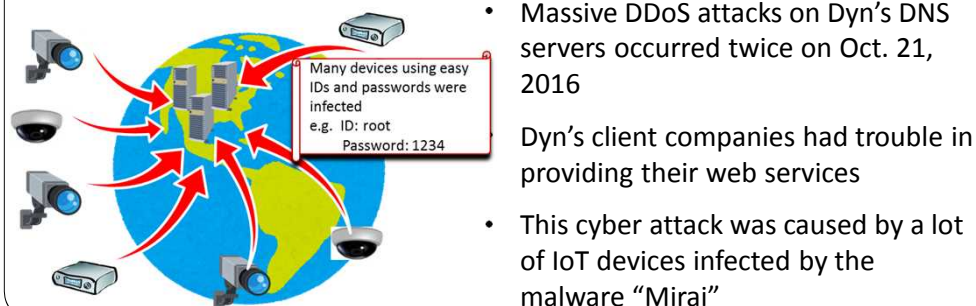 Many devices using easy
IDs and passwords were
infected
e.g. ID: root
Password: 1234
• Massive DDoS attacks on Dyn’s DNS
servers occurred twice on Oct. 21,
2016
• Dyn’s client companies had trouble in
providing their web services
• This cyber attack was caused by a lot
of IoT devices infected by the
malware “Mirai”